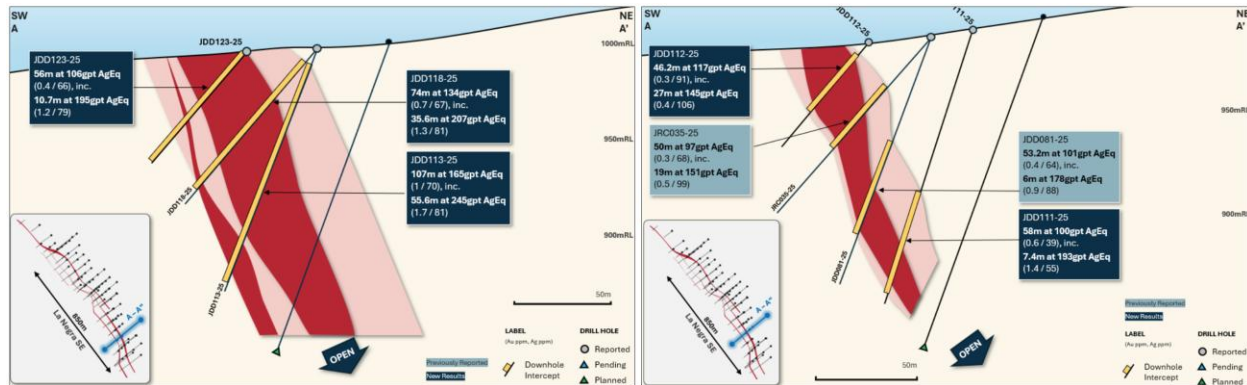 SW
A
NE
A'
JDD123-25
JDD123-25
56m at 106gpt AgEq
(0.4 / 66), inc.
10.7m at 195gpt AgEq
(1.2 / 79)
JDD118-25
74m at 134gpt AgEq
(0.7 / 67), inc.
35.6m at 207gpt AgEq
(1.3 / 81)
JDD113-25
107m at 165gpt AgEq
(1 / 70), inc.
55.6m at 245gpt AgEq
(1.7 / 81)
1000mRL
950mRL
900mRL
JDD118-25
JDD113-25
850m
La Negra SE
A - A'
OPEN
50m
Previously Reported
New Results
LABEL
(Au ppm, Ag ppm)
Downhole
Intercept
DRILL HOLE
Reported
Pending
Planned
SW
A
NE
A'
JDD112-25
111-25
JDD112-25
46.2m at 117gpt AgEq
(0.3 / 91), inc.
27m at 145gpt AgEq
(0.4 / 106)
JRC035-25
50m at 97gpt AgEq
(0.3 / 68), inc.
19m at 151gpt AgEq
(0.5 / 99)
JDD081-25
53.2m at 101gpt AgEq
(0.4 / 64), inc.
6m at 178gpt AgEq
(0.9 / 88)
JDD111-25
58m at 100gpt AgEq
(0.6 / 39), inc.
7.4m at 193gpt AgEq
(1.4 / 55)
1000mRL
950mRL
900mRL
JRC035-25
JDD081-25
850m
La Negra SE
A - A'
OPEN
50m
Previously Reported
New Results
LABEL
(Au ppm, Ag ppm)
Downhole
Intercept
DRILL HOLE
Reported
Pending
Planned